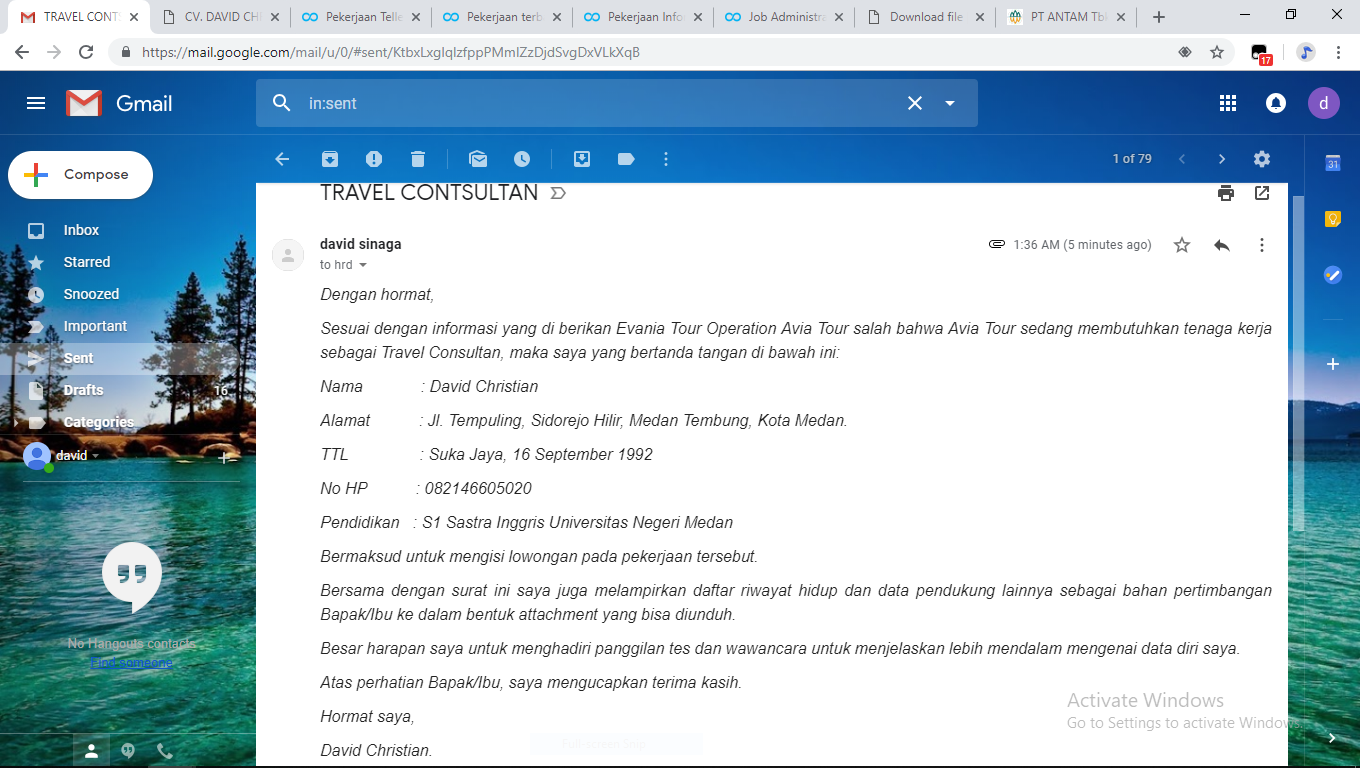 TRAVEL CONTS
CV. DAVID CH
Pekerjaan Telle
Pekerjaan terb
Pekerjaan Info
Job Administra
Download file
PT ANTAM Tbk
https://mail.google.com/mail/u/0/#sent/KtbxLxgIqlzfppPMmlZzDjdSvgDxVLkXqB
17
Gmail
in:sent
d
Compose
1 of 79
31
Inbox
Starred
Snoozed
Important
Sent
Drafts 16
Categories
david
No Hangouts contacts
Find someone
TRAVEL CONTSULTAN
david sinaga
1:36 AM (5 minutes ago)
to hrd
Dengan hormat,
Sesuai dengan informasi yang di berikan Evania Tour Operation Avia Tour salah bahwa Avia Tour sedang membutuhkan tenaga kerja
sebagai Travel Consultan, maka saya yang bertanda tangan di bawah ini:
Nama : David Christian
Alamat : Jl. Tempuling, Sidorejo Hilir, Medan Tembung, Kota Medan.
TTL : Suka Jaya, 16 September 1992
No HP : 082146605020
Pendidikan : S1 Sastra Inggris Universitas Negeri Medan
Bermaksud untuk mengisi lowongan pada pekerjaan tersebut.
Bersama dengan surat ini saya juga melampirkan daftar riwayat hidup dan data pendukung lainnya sebagai bahan pertimbangan
Bapak/Ibu ke dalam bentuk attachment yang bisa diunduh.
Besar harapan saya untuk menghadiri panggilan tes dan wawancara untuk menjelaskan lebih mendalam mengenai data diri saya.
Atas perhatian Bapak/Ibu, saya mengucapkan terima kasih.
Hormat saya,
David Christian.
Activate Windows
Go to Settings to activate Windows.